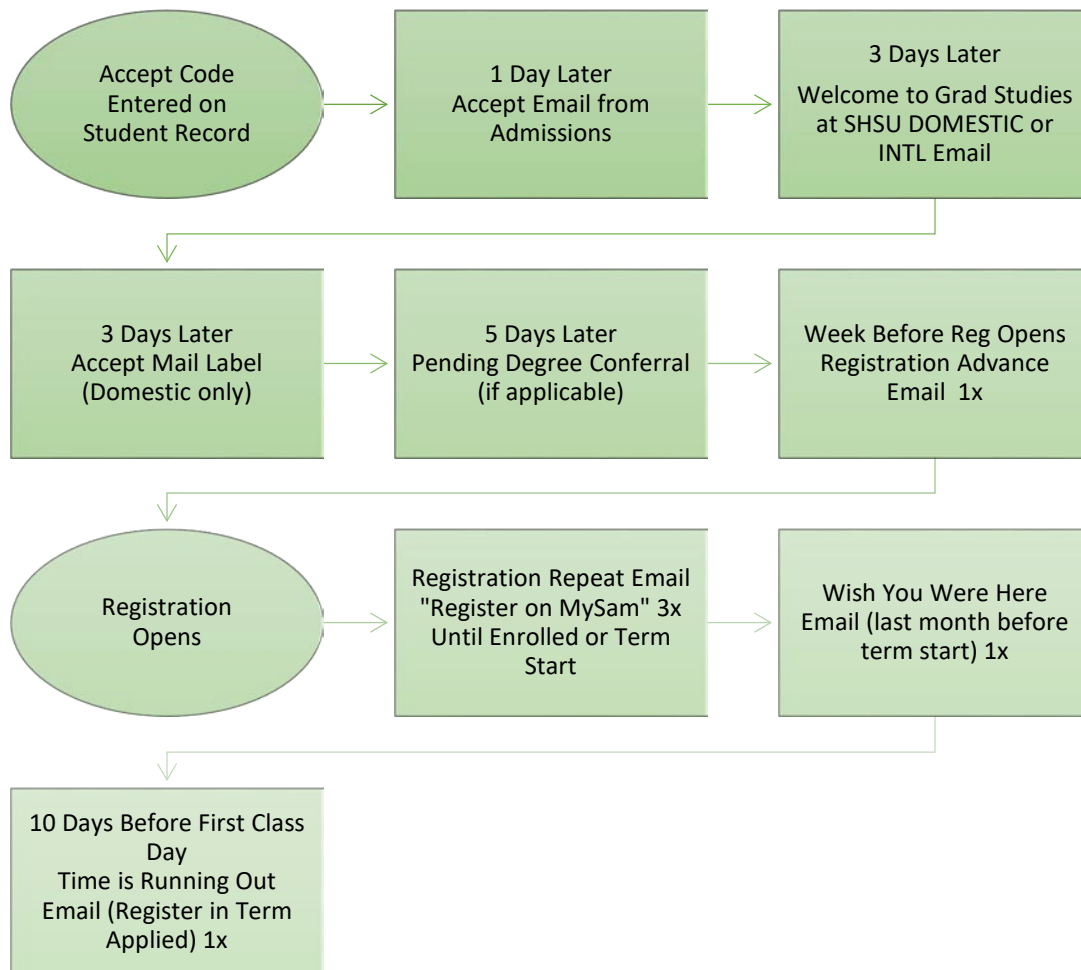 Accept Code
Entered on
Student Record
1 Day Later
Accept Email from
Admissions
3 Days Later
Welcome to Grad Studies
at SHSU DOMESTIC or
INTL Email
3 Days Later
Accept Mail Label
(Domestic only)
5 Days Later
Pending Degree Conferral
(if applicable)
Week Before Reg Opens
Registration Advance
Email 1x
Registration
Opens
Registration Repeat Email
"Register on MySam" 3x
Until Enrolled or Term
Start
Wish You Were Here
Email (last month before
term start) 1x
10 Days Before First Class
Day
Time is Running Out
Email (Register in Term
Applied) 1x